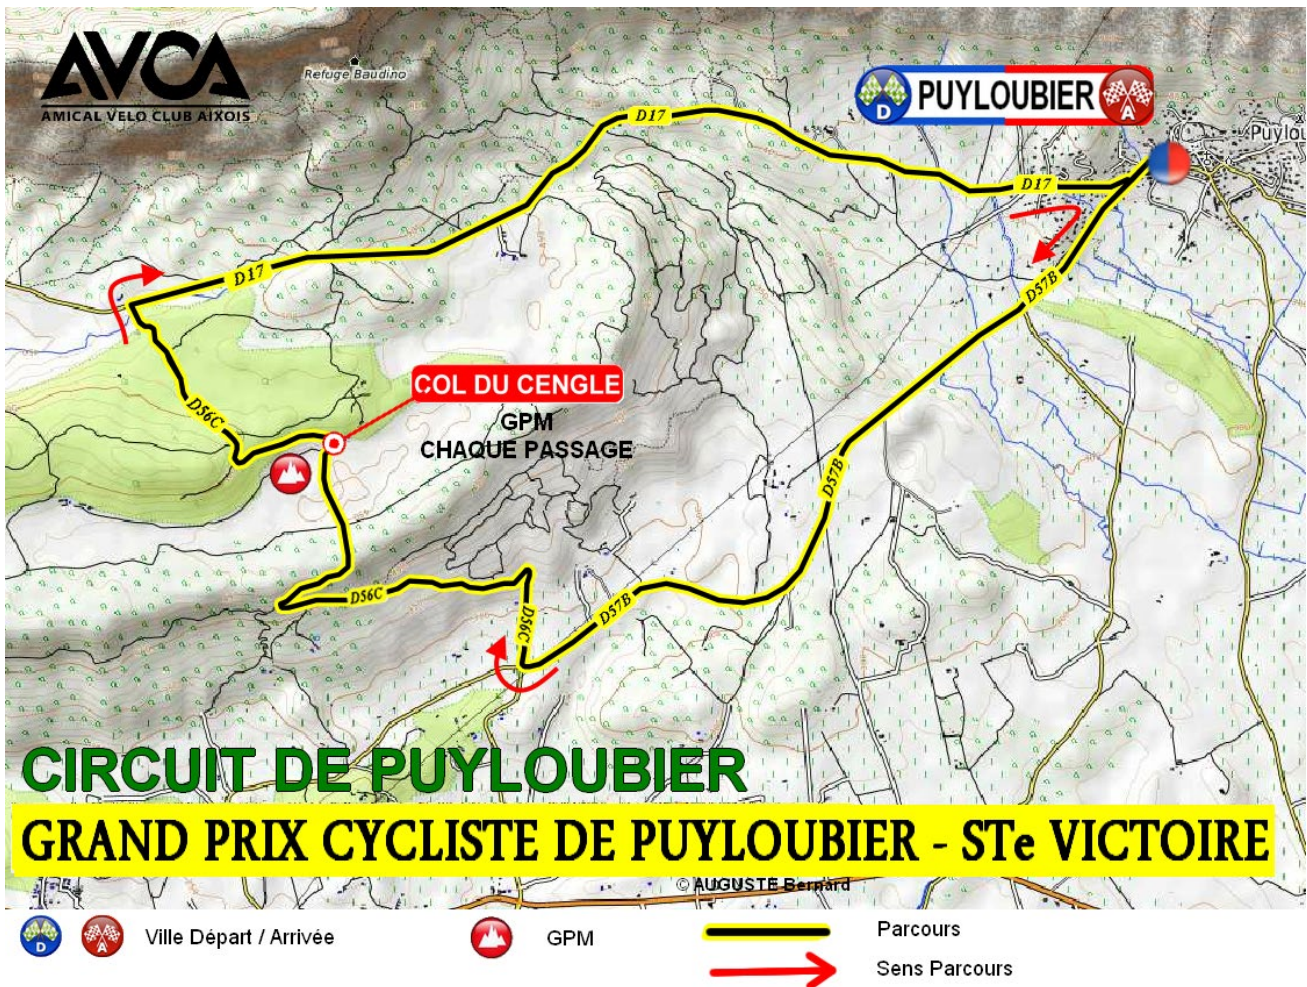 AVCA
AMICAL VELO CLUB AIXOIS
Refuge Baudino
D PUYLOUBIER A
D17
D17
D17
D57B
COL DU CENGLE
GPM
CHAQUE PASSAGE
D56C
D57B
D56C
D56C
D57B
CIRCUIT DE PUYLOUBIER
GRAND PRIX CYCLISTE DE PUYLOUBIER - STe VICTOIRE
© AUGUSTE Bernard
D A Ville Départ / Arrivée
GPM
Parcours
Sens Parcours